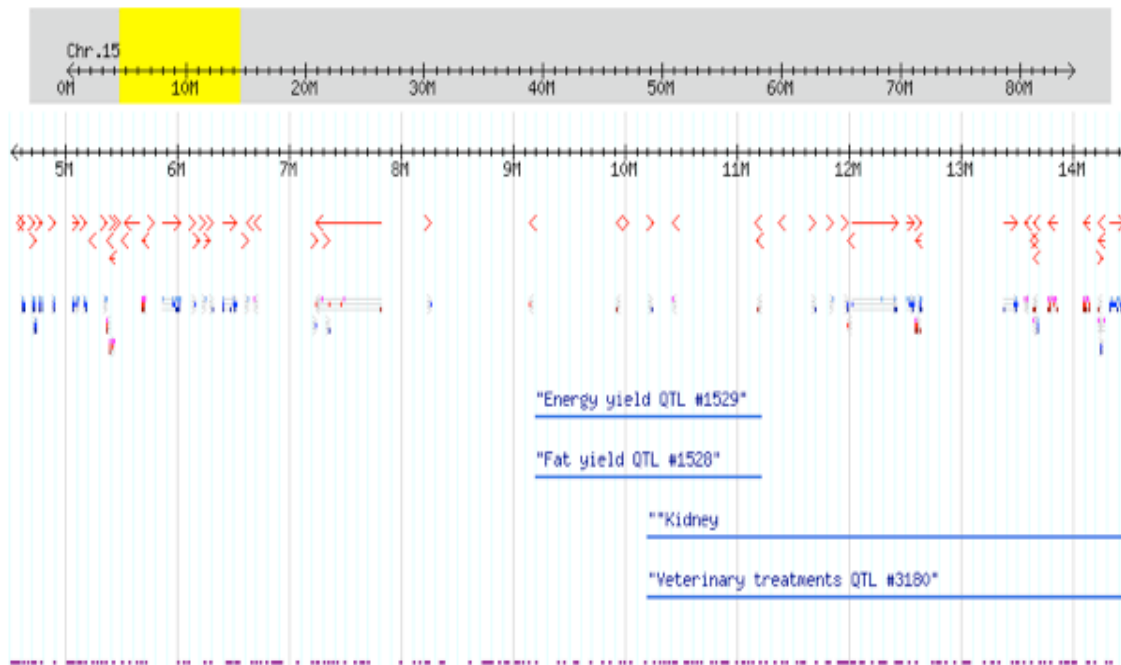 Chr.15
0M 10M 20M 30M 40M 50M 60M 70M 80M
5M 6M 7M 8M 9M 10M 11M 12M 13M 14M
"Energy yield QTL #1529"
"Fat yield QTL #1528"
""Kidney
"Veterinary treatments QTL #3180"